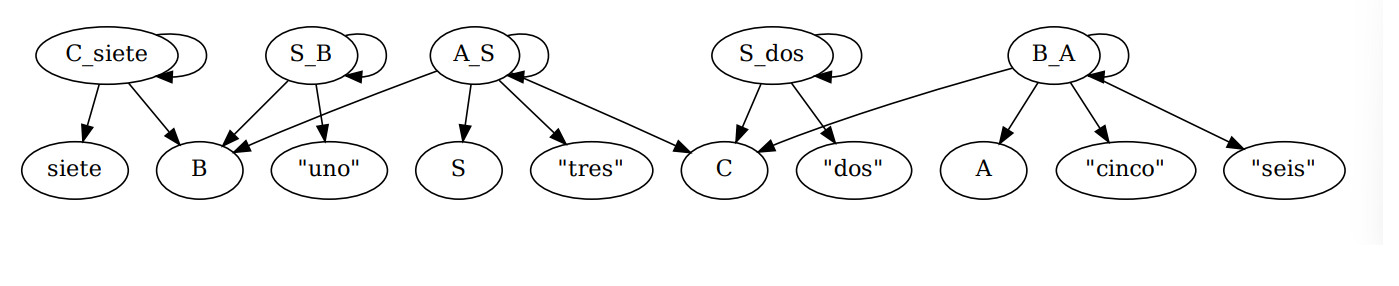 C_siete S_B A_S S_dos B_A
siete B "uno" S "tres" C "dos" A "cinco" "seis"